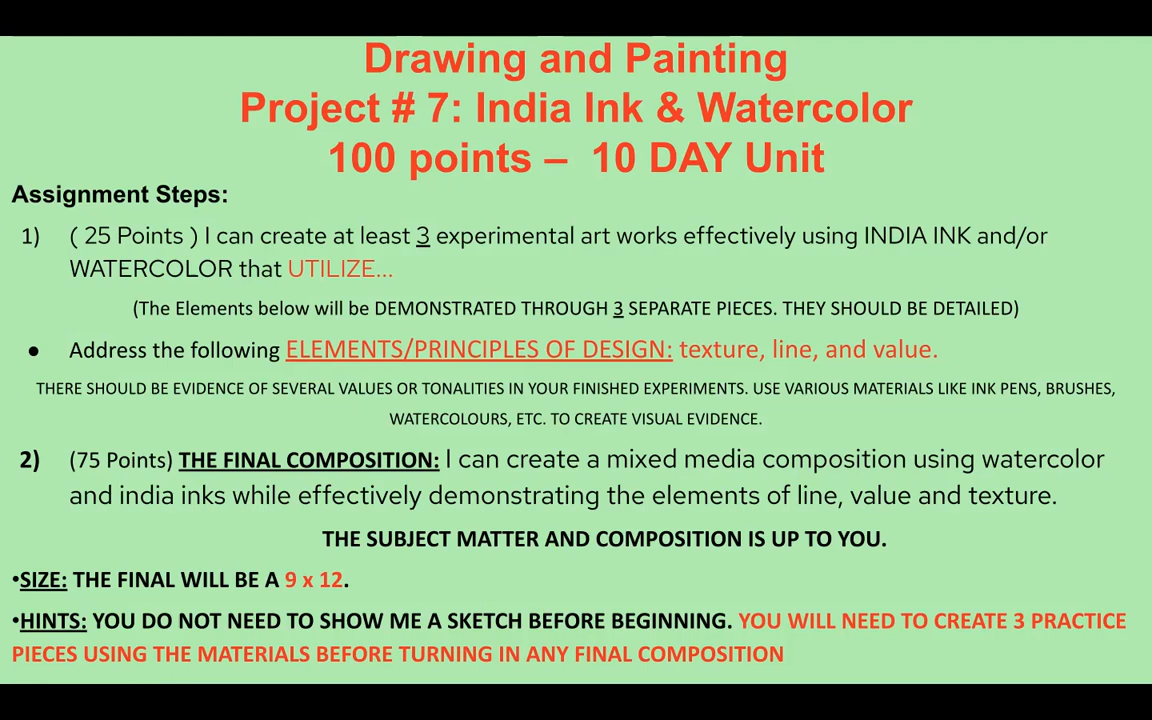 Drawing and Painting
Project # 7: India Ink & Watercolor
100 points – 10 DAY Unit
Assignment Steps:
1) ( 25 Points ) I can create at least 3 experimental art works effectively using INDIA INK and/or
WATERCOLOR that UTILIZE...
(The Elements below will be DEMONSTRATED THROUGH 3 SEPARATE PIECES. THEY SHOULD BE DETAILED)
● Address the following ELEMENTS/PRINCIPLES OF DESIGN: texture, line, and value.
THERE SHOULD BE EVIDENCE OF SEVERAL VALUES OR TONALITIES IN YOUR FINISHED EXPERIMENTS. USE VARIOUS MATERIALS LIKE INK PENS, BRUSHES,
WATERCOLOURS, ETC. TO CREATE VISUAL EVIDENCE.
2) (75 Points) THE FINAL COMPOSITION: I can create a mixed media composition using watercolor
and india inks while effectively demonstrating the elements of line, value and texture.
THE SUBJECT MATTER AND COMPOSITION IS UP TO YOU.
•SIZE: THE FINAL WILL BE A 9 x 12.
•HINTS: YOU DO NOT NEED TO SHOW ME A SKETCH BEFORE BEGINNING. YOU WILL NEED TO CREATE 3 PRACTICE
PIECES USING THE MATERIALS BEFORE TURNING IN ANY FINAL COMPOSITION